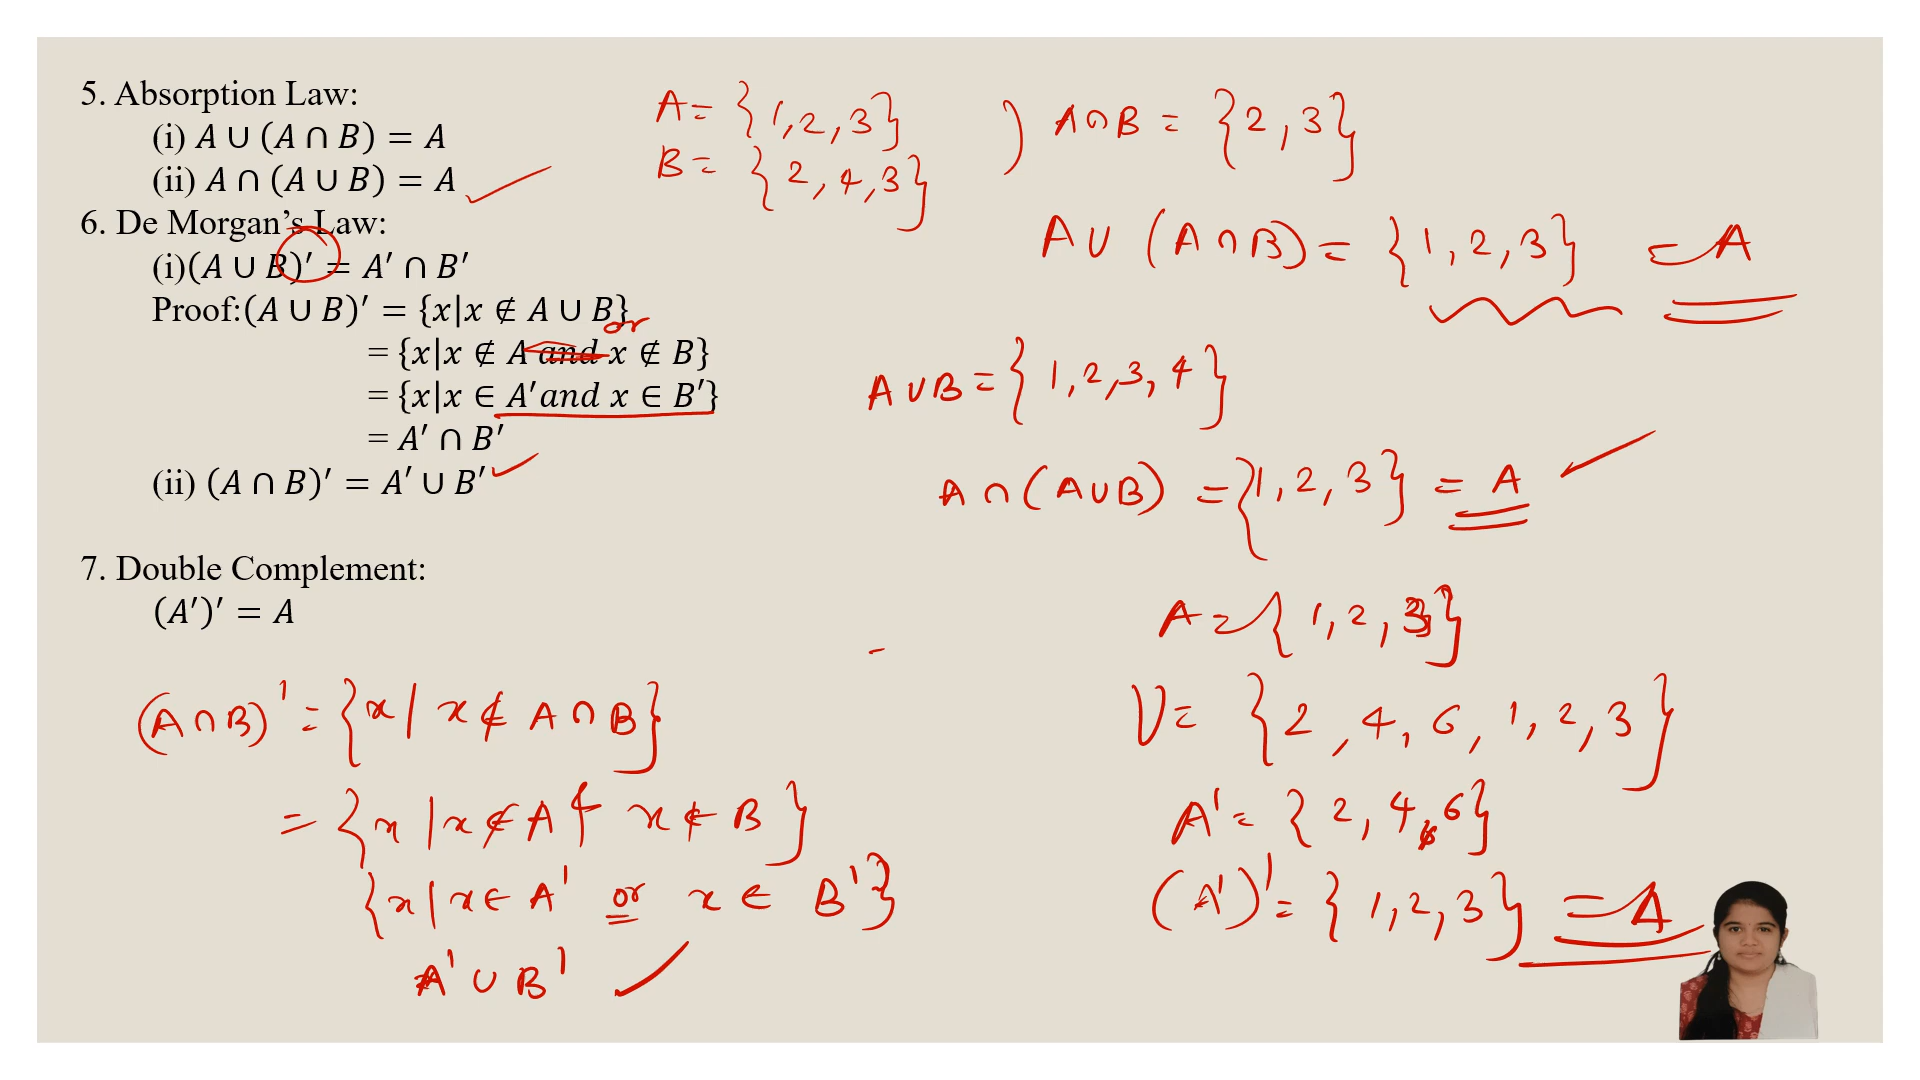 5. Absorption Law:
(i) A ∪ (A ∩ B) = A
(ii) A ∩ (A ∪ B) = A
6. De Morgan’s Law:
(i)(A ∪ B)′ = A′ ∩ B′
Proof:(A ∪ B)′ = {x|x ∉ A ∪ B}
or
= {x|x ∉ A and x ∉ B}
= {x|x ∈ A′and x ∈ B′}
= A′ ∩ B′
(ii) (A ∩ B)′ = A′ ∪ B′
7. Double Complement:
(A′)′ = A
(A∩B)' = {x | x ∉ A∩B}
= {x | x ∉ A & x ∉ B}
{x | x ∈ A' or x ∈ B'}
A' ∪ B'
A = {1, 2, 3}
B = {2, 4, 3}
) A∩B = {2, 3}
A∪(A∩B) = {1, 2, 3} = A
A∪B = {1, 2, 3, 4}
A∩(A∪B) = {1, 2, 3} = A
A = {1, 2, 3}
U = {2, 4, 6, 1, 2, 3}
A' = {2, 4, 6}
(A')' = {1, 2, 3} = A